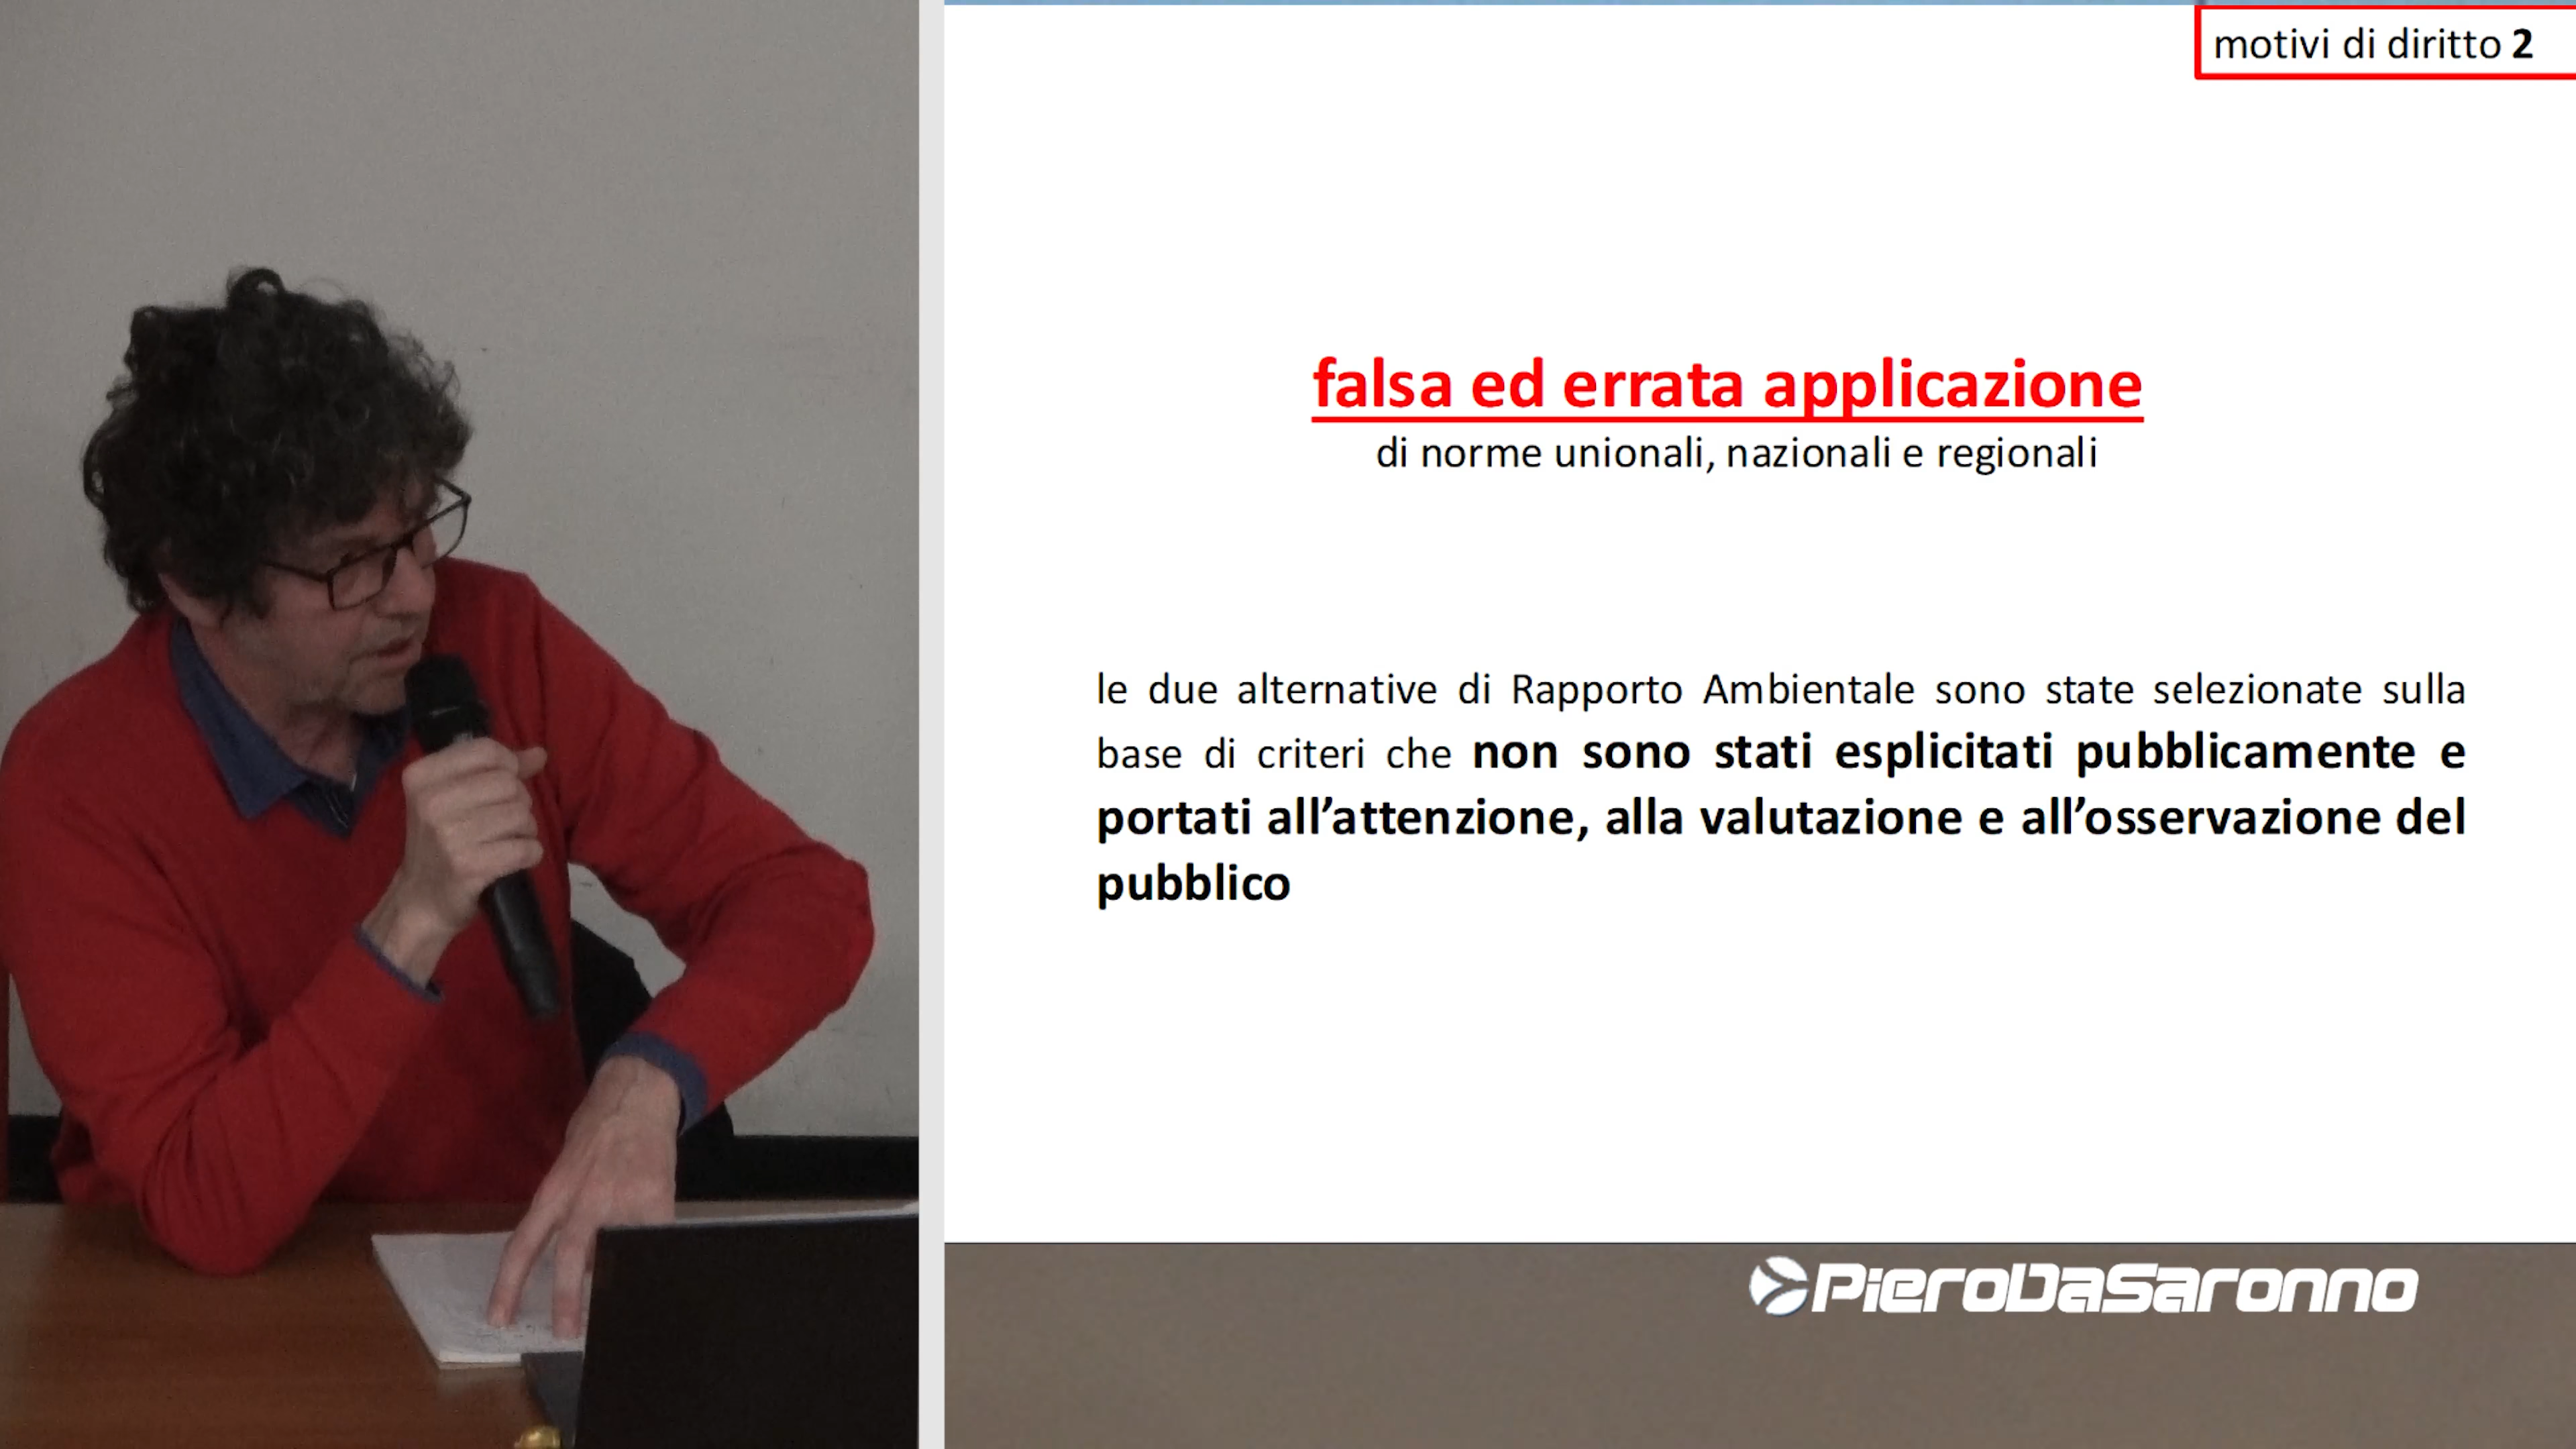 motivi di diritto 2
falsa ed errata applicazione
di norme unionali, nazionali e regionali
le due alternative di Rapporto Ambientale sono state selezionate sulla
base di criteri che non sono stati esplicitati pubblicamente e
portati all’attenzione, alla valutazione e all’osservazione del
pubblico
PieroDaSaronno